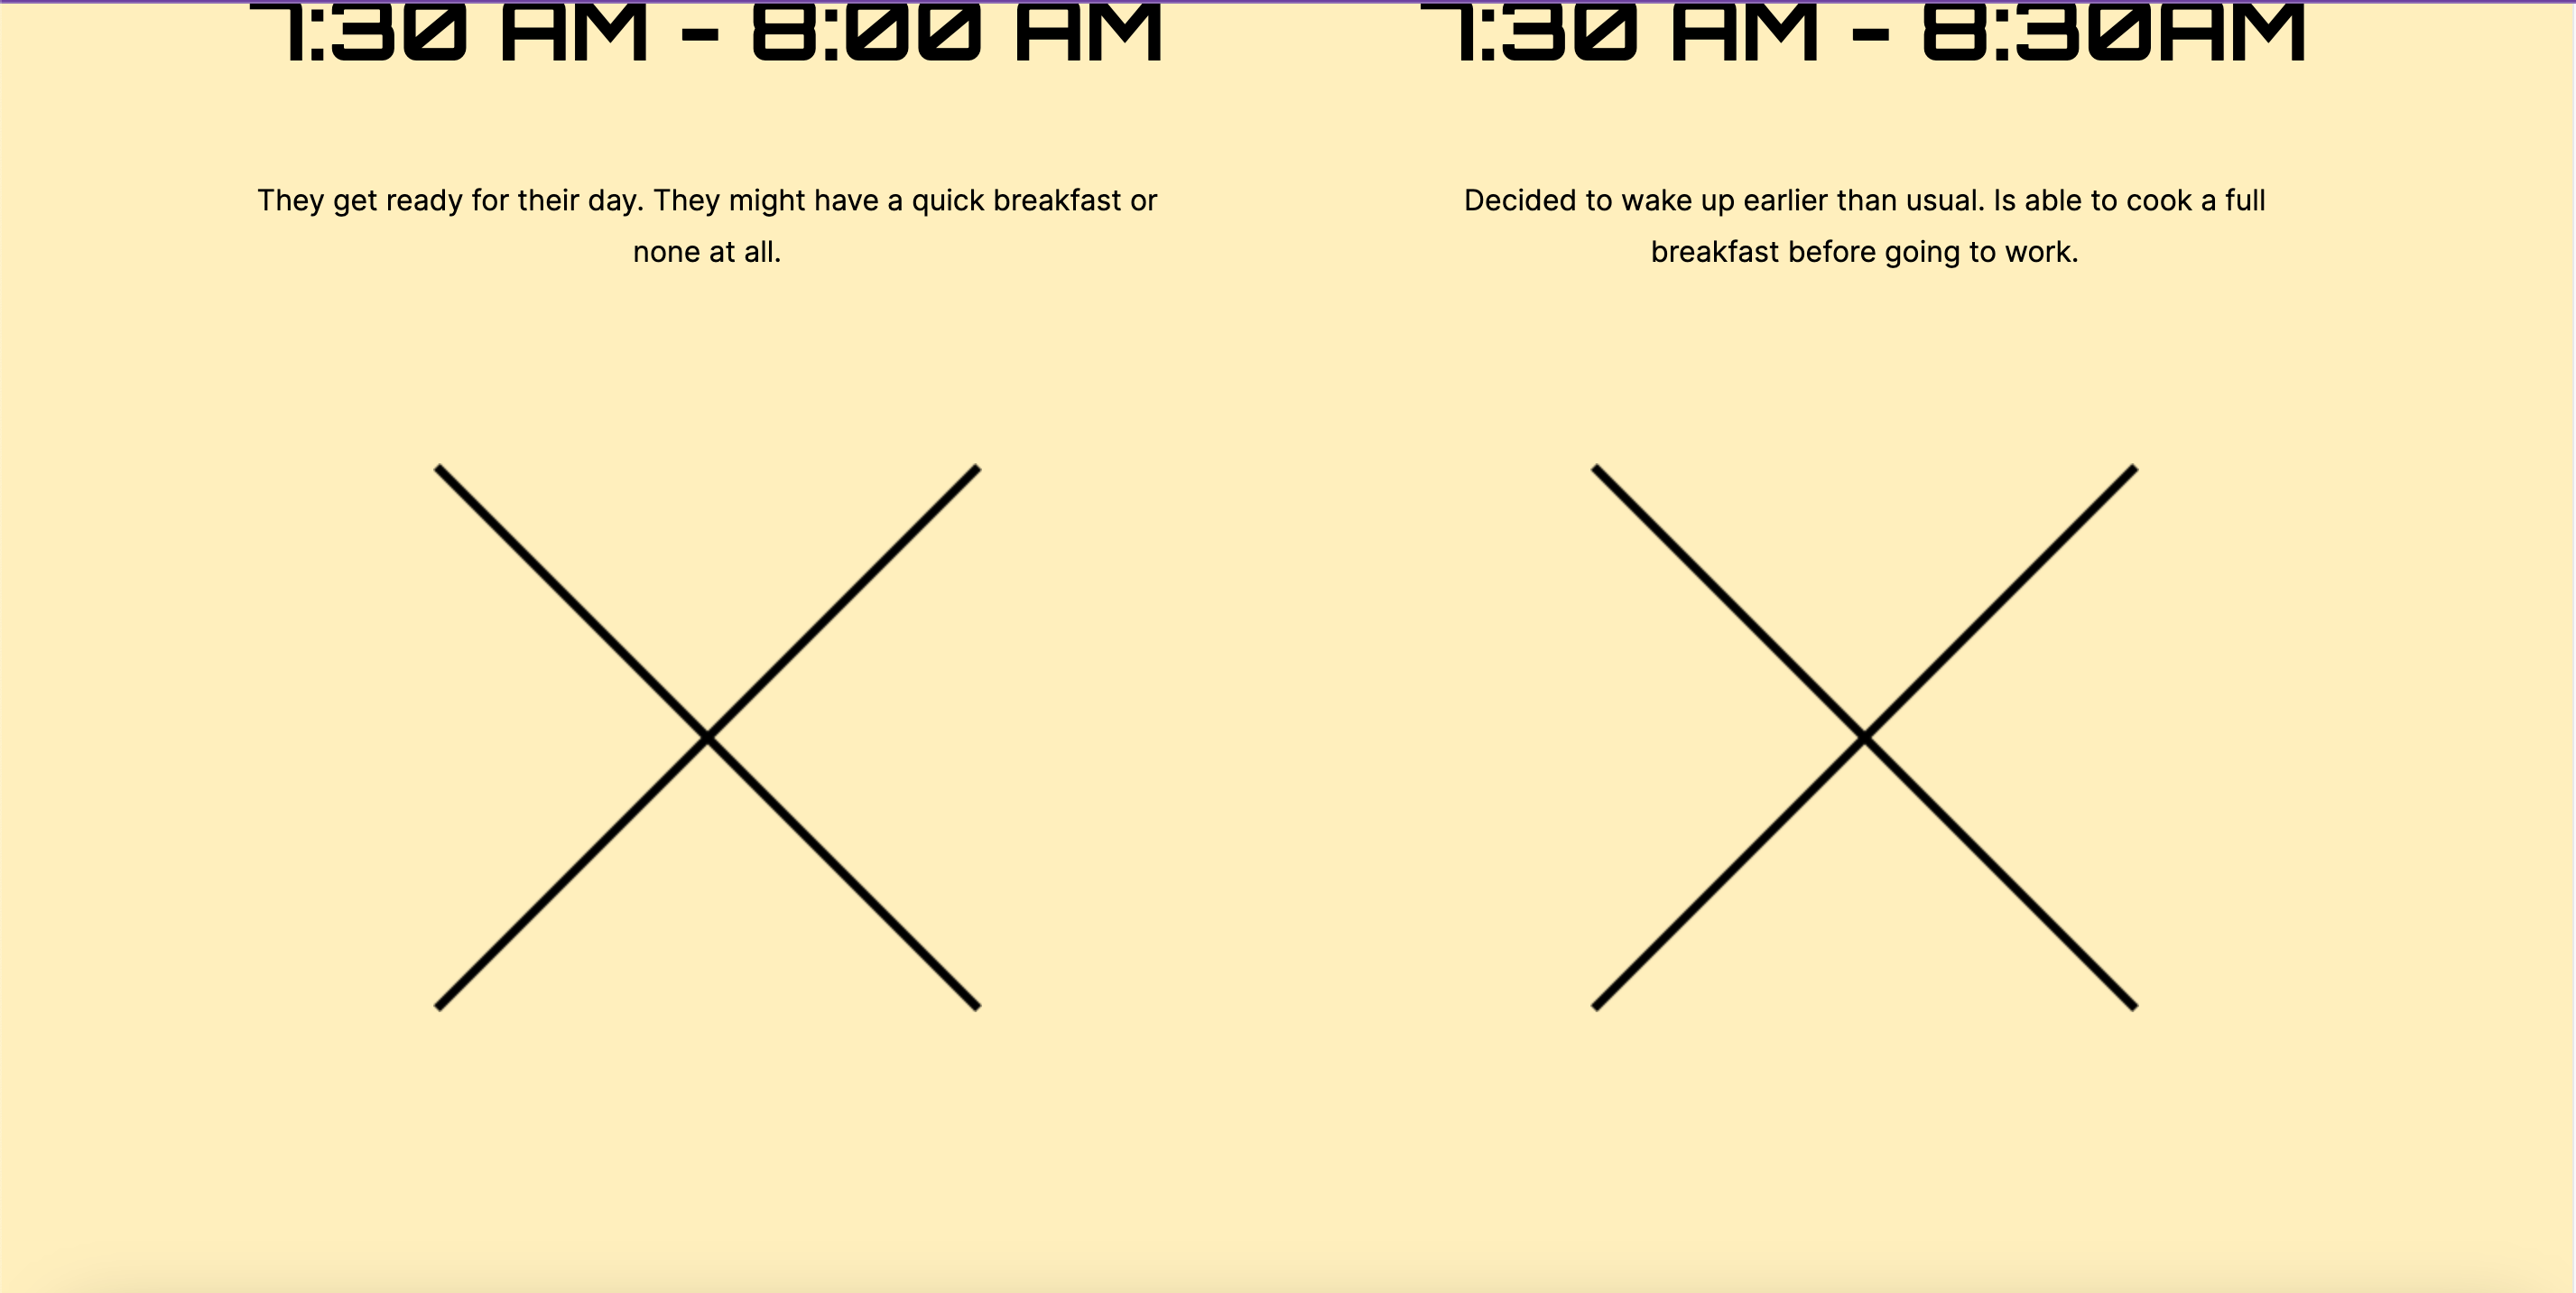 7:30 AM - 8:00 AM
They get ready for their day. They might have a quick breakfast or
none at all.
7:30 AM - 8:30AM
Decided to wake up earlier than usual. Is able to cook a full
breakfast before going to work.